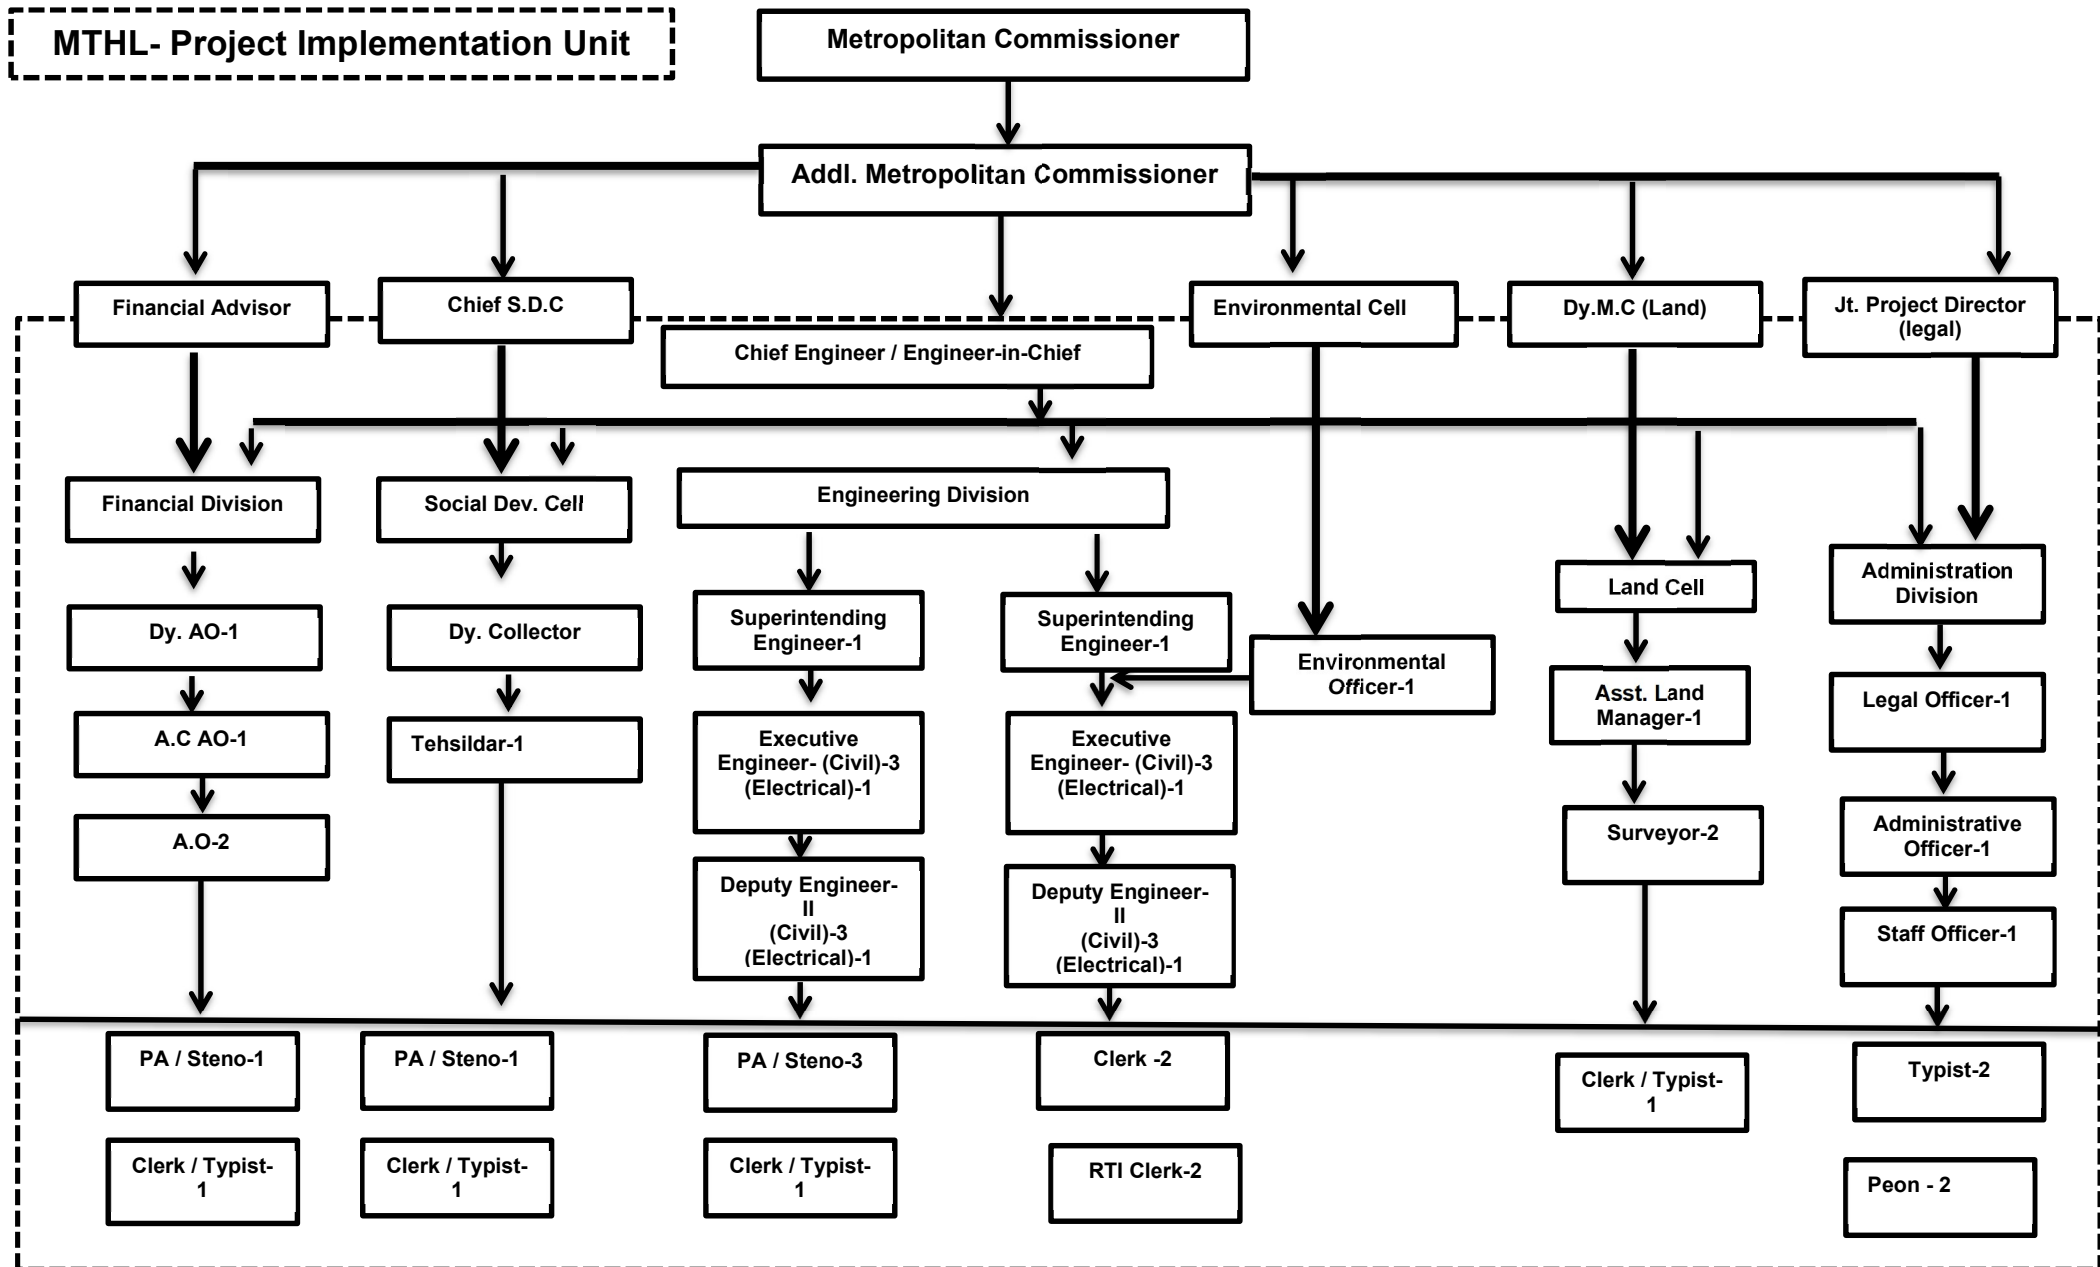 MTHL- Project Implementation Unit
Metropolitan Commissioner
Addl. Metropolitan Commissioner
Financial Advisor
Chief S.D.C
Environmental Cell
Dy.M.C (Land)
Jt. Project Director
(legal)
Chief Engineer / Engineer-in-Chief
Financial Division
Social Dev. Cell
Engineering Division
Land Cell
Administration
Division
Dy. AO-1
Dy. Collector
Superintending
Engineer-1
Superintending
Engineer-1
Environmental
Officer-1
Asst. Land
Manager-1
Legal Officer-1
A.C AO-1
Tehsildar-1
Executive
Engineer- (Civil)-3
(Electrical)-1
Executive
Engineer- (Civil)-3
(Electrical)-1
A.O-2
Surveyor-2
Administrative
Officer-1
Deputy Engineer-
II
(Civil)-3
(Electrical)-1
Deputy Engineer-
II
(Civil)-3
(Electrical)-1
Staff Officer-1
PA / Steno-1
PA / Steno-1
PA / Steno-3
Clerk -2
Clerk / Typist-
1
Typist-2
Clerk / Typist-
1
Clerk / Typist-
1
Clerk / Typist-
1
RTI Clerk-2
Peon - 2